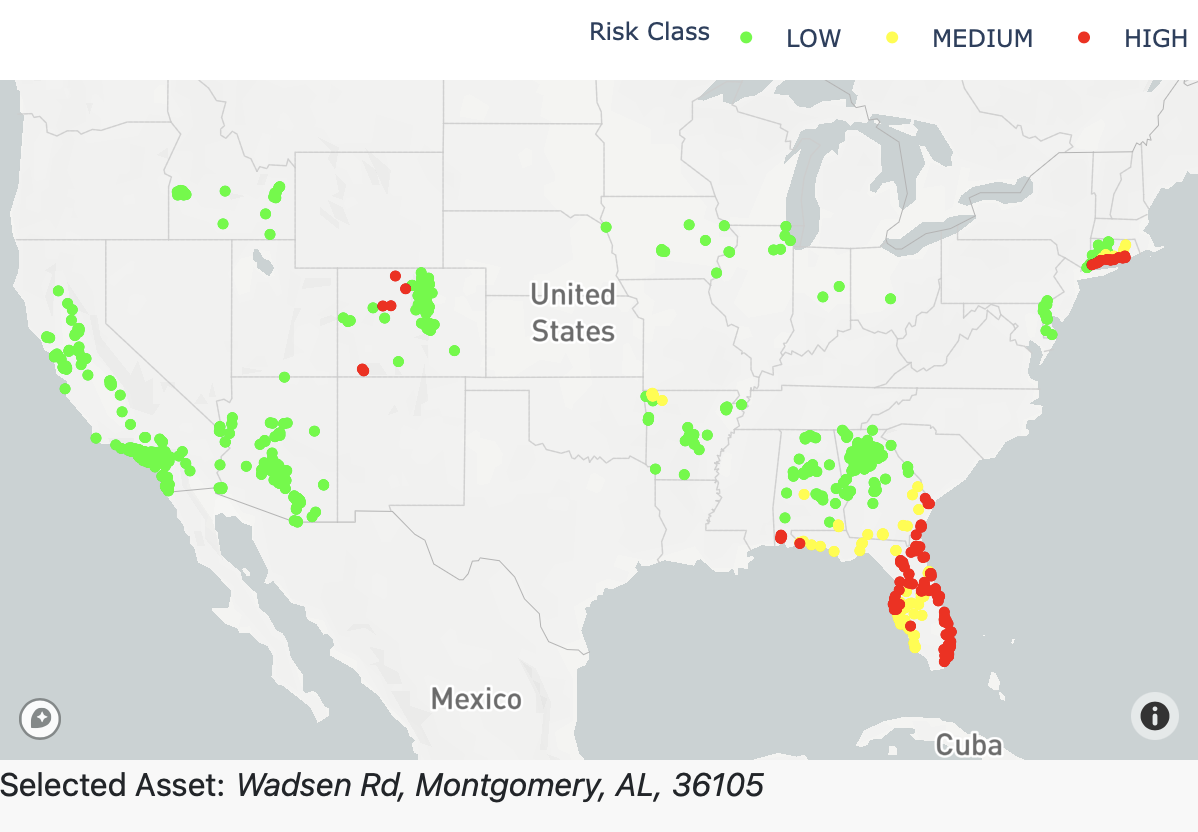 Risk Class LOW MEDIUM HIGH
United
States
Mexico
Cuba
Selected Asset: Wadsen Rd, Montgomery, AL, 36105